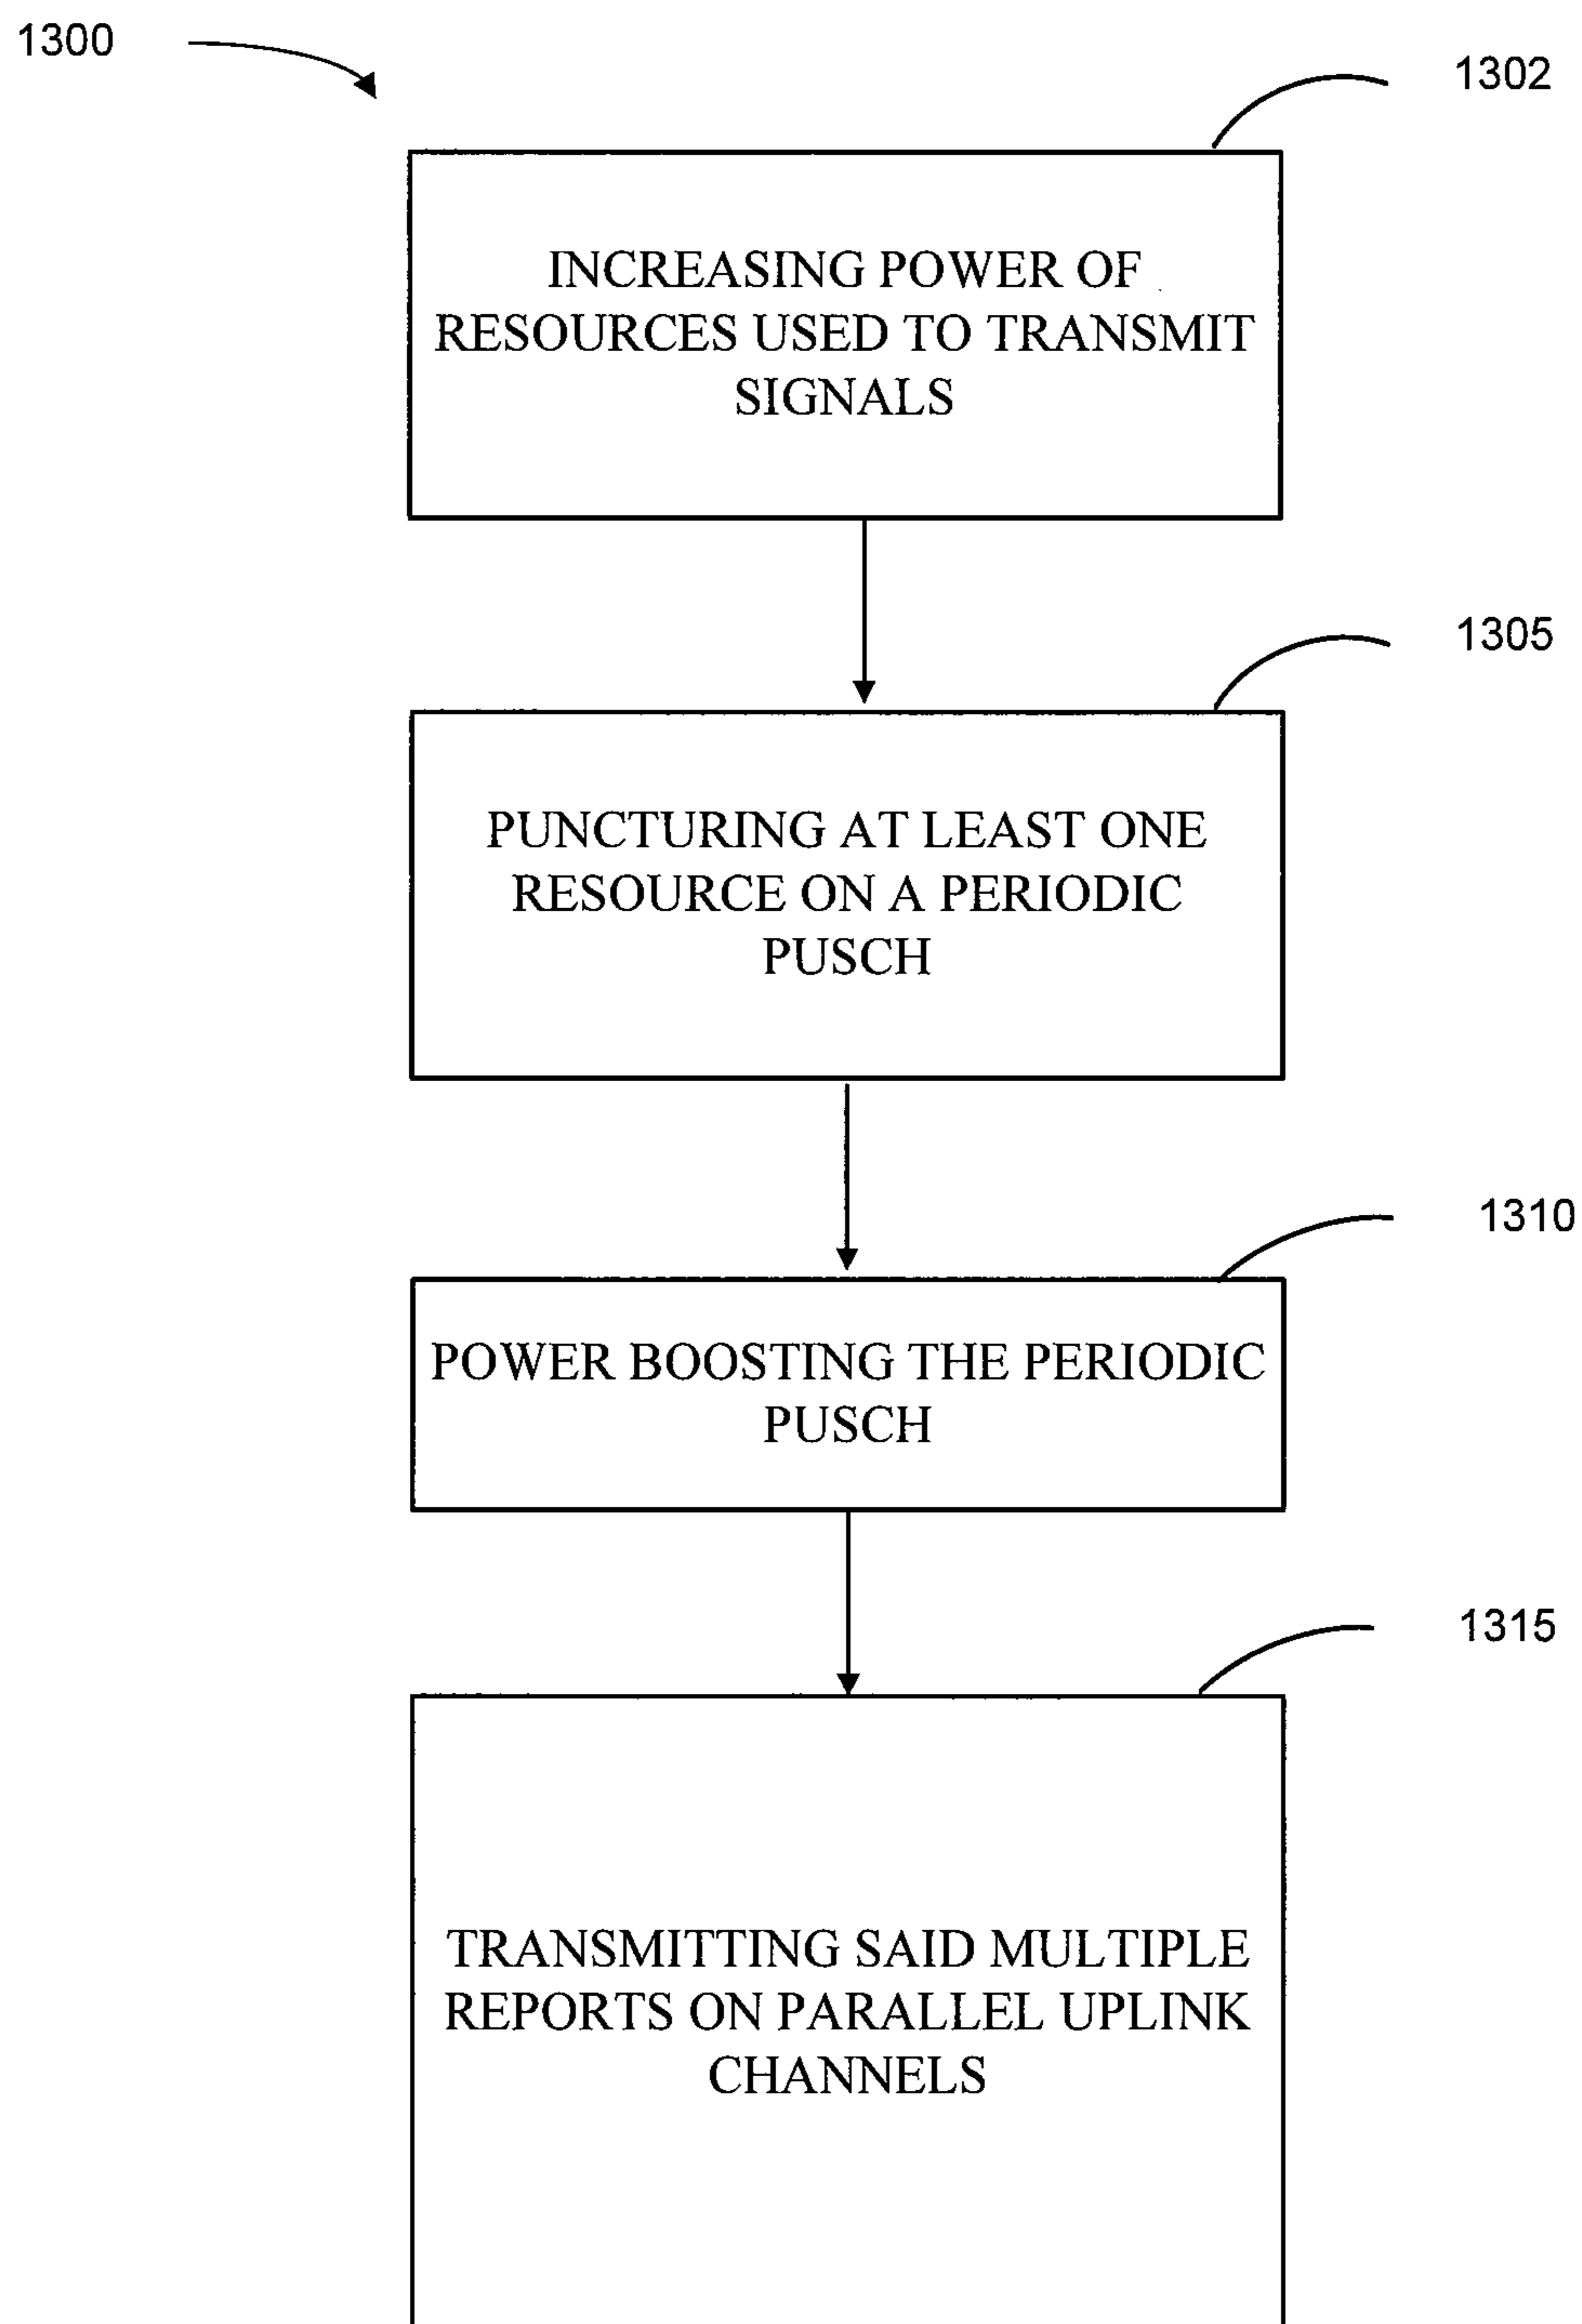 1300
1302
INCREASING POWER OF
RESOURCES USED TO TRANSMIT
SIGNALS
1305
PUNCTURING AT LEAST ONE
RESOURCE ON A PERIODIC
PUSCH
1310
POWER BOOSTING THE PERIODIC
PUSCH
1315
TRANSMITTING SAID MULTIPLE
REPORTS ON PARALLEL UPLINK
CHANNELS